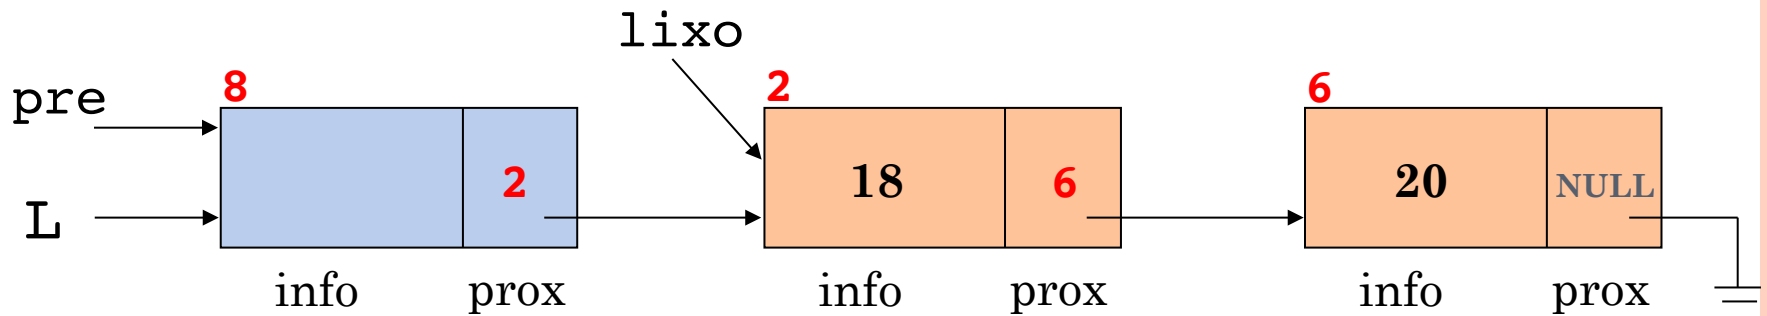 lixo
8 2 6
pre
2 18 6 20 NULL
L
info prox info prox info prox